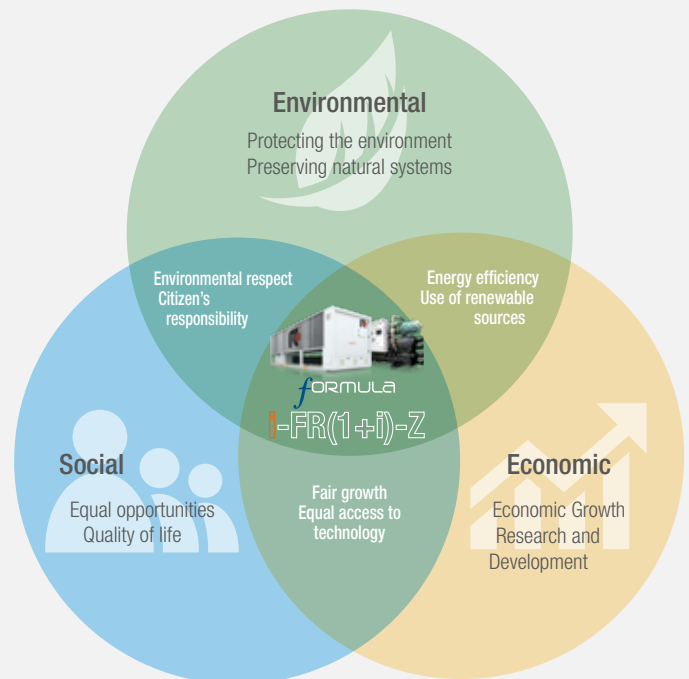 Environmental
Protecting the environment
Preserving natural systems
Environmental respect
Citizen's
responsibility
Energy efficiency
Use of renewable
sources
FORMULA
i-FR(1+i)-Z
Social
Equal opportunities
Quality of life
Fair growth
Equal access to
technology
Economic
Economic Growth
Research and
Development